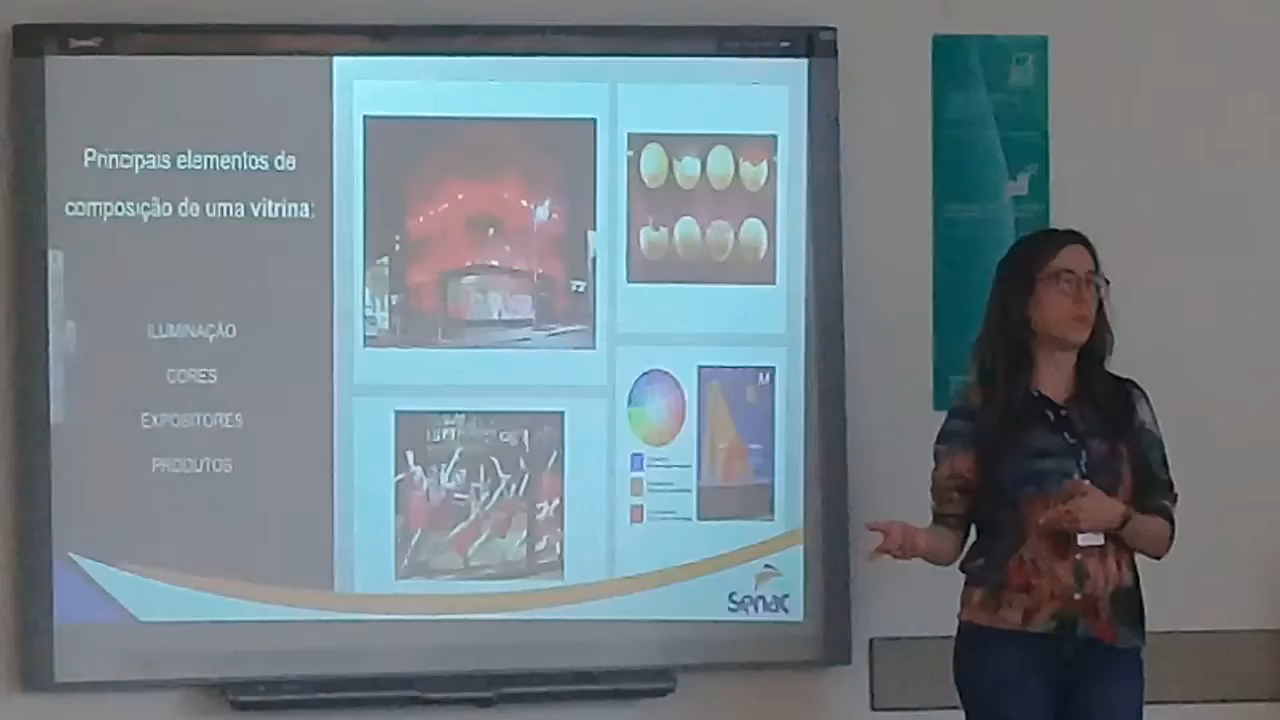 Principais elementos de
composição de uma vitrina:
ILUMINAÇÃO
CORES
EXPOSITORES
PRODUTOS
M
Senac